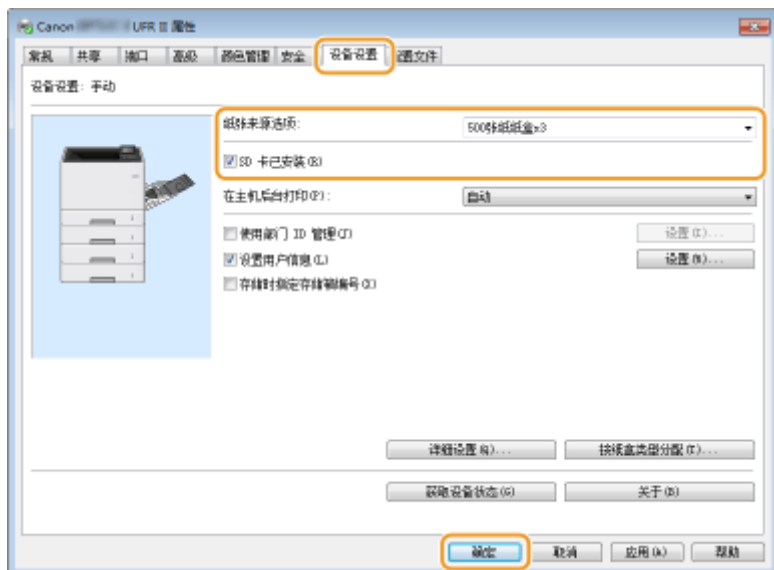 Canon UFR II 属性
常规 共享 端口 高级 颜色管理 安全 设备设置 配置文件
设备设置: 手动
纸张来源选项: 500张纸纸盒x3
SD 卡已安装(R)
在主机后台打印(P): 自动
使用部门 ID 管理(J) 设置(E)...
设置用户信息(L) 设置(N)...
存储时指定存储箱编号(X)
详细设置(Q)... 按纸盒类型分配(T)...
获取设备状态(G) 关于(B)
确定 取消 应用(A) 帮助